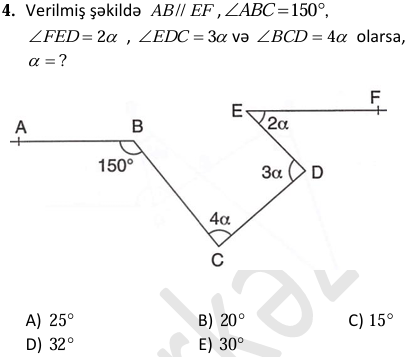 4. Verilmiş şəkildə AB// EF , ∠ABC=150°,
∠FED= 2α , ∠EDC = 3α və ∠BCD = 4α olarsa,
α = ?
F
E
2α
A
B
150°
3α
D
4α
C
A) 25° B) 20° C) 15°
D) 32° E) 30°